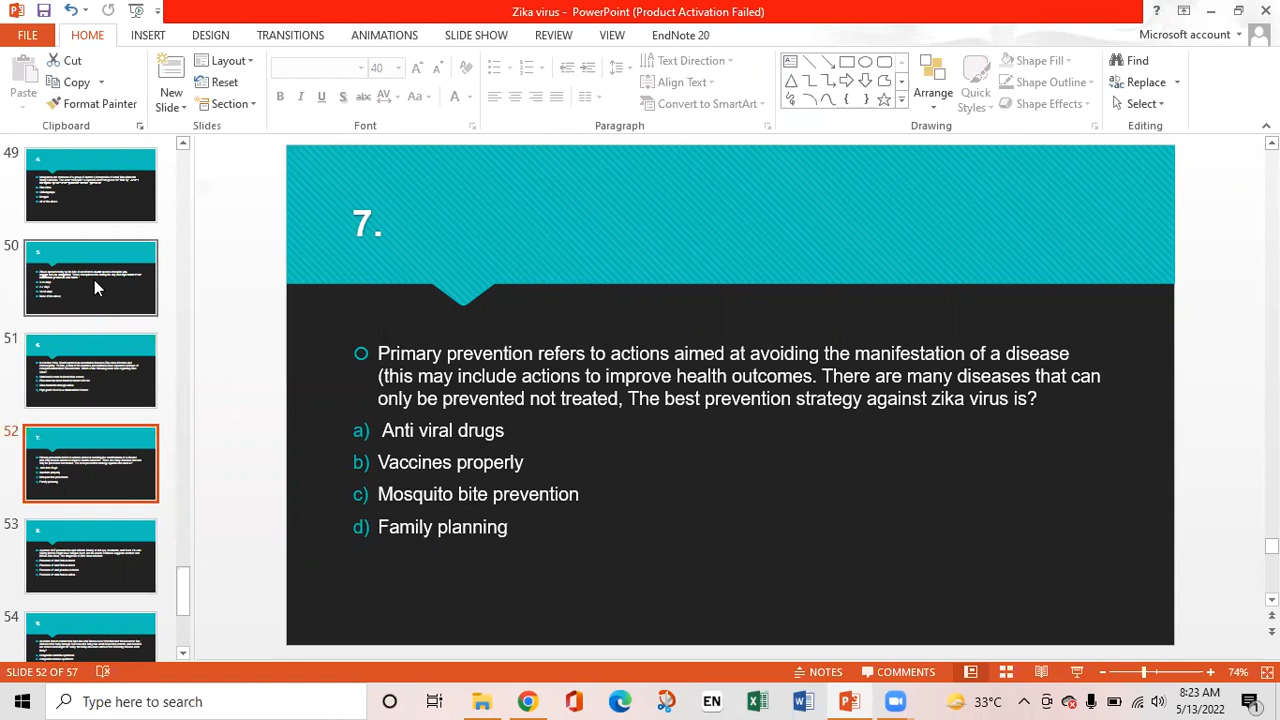 Zika virus - PowerPoint (Product Activation Failed)
FILE HOME INSERT DESIGN TRANSITIONS ANIMATIONS SLIDE SHOW REVIEW VIEW EndNote 20 Microsoft account
Paste
Cut
Copy
Format Painter
Clipboard
New Slide
Layout
Reset
Section
Slides
40
Font
Text Direction
Align Text
Convert to SmartArt
Paragraph
Arrange
Quick Styles
Shape Fill
Shape Outline
Shape Effects
Drawing
Find
Replace
Select
Editing
49
50
51
52
53
54
7.
Primary prevention refers to actions aimed at avoiding the manifestation of a disease
(this may include actions to improve health outcomes. There are many diseases that can
only be prevented not treated, The best prevention strategy against zika virus is?
a) Anti viral drugs
b) Vaccines properly
c) Mosquito bite prevention
d) Family planning
SLIDE 52 OF 57 NOTES COMMENTS 74%
Type here to search EN 33°C 8:23 AM
5/13/2022